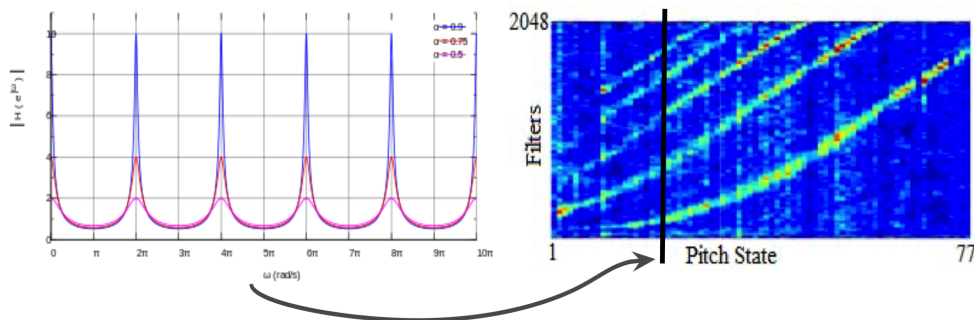 10
8
6
4
2
0
| H ( e^jω ) |
α = 0.9
α = 0.75
α = 0.5
0 1π 2π 3π 4π 5π 6π 7π 8π 9π 10π
ω (rad/s)
2048
Filters
1 Pitch State 77